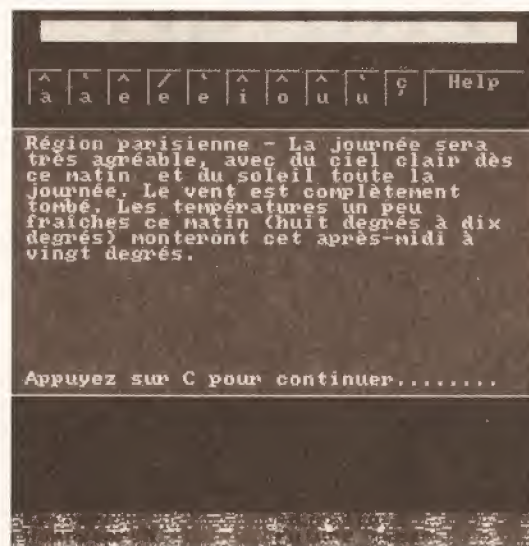 â à ê é è î ô û ù ç Help
Région parisienne - La journée sera
très agréable, avec du ciel clair dès
ce matin et du soleil toute la
journée. Le vent est complètement
tombé. Les températures un peu
fraîches ce matin (huit degrés à dix
degrés) monteront cet après-midi à
vingt degrés.
Appuyez sur C pour continuer........